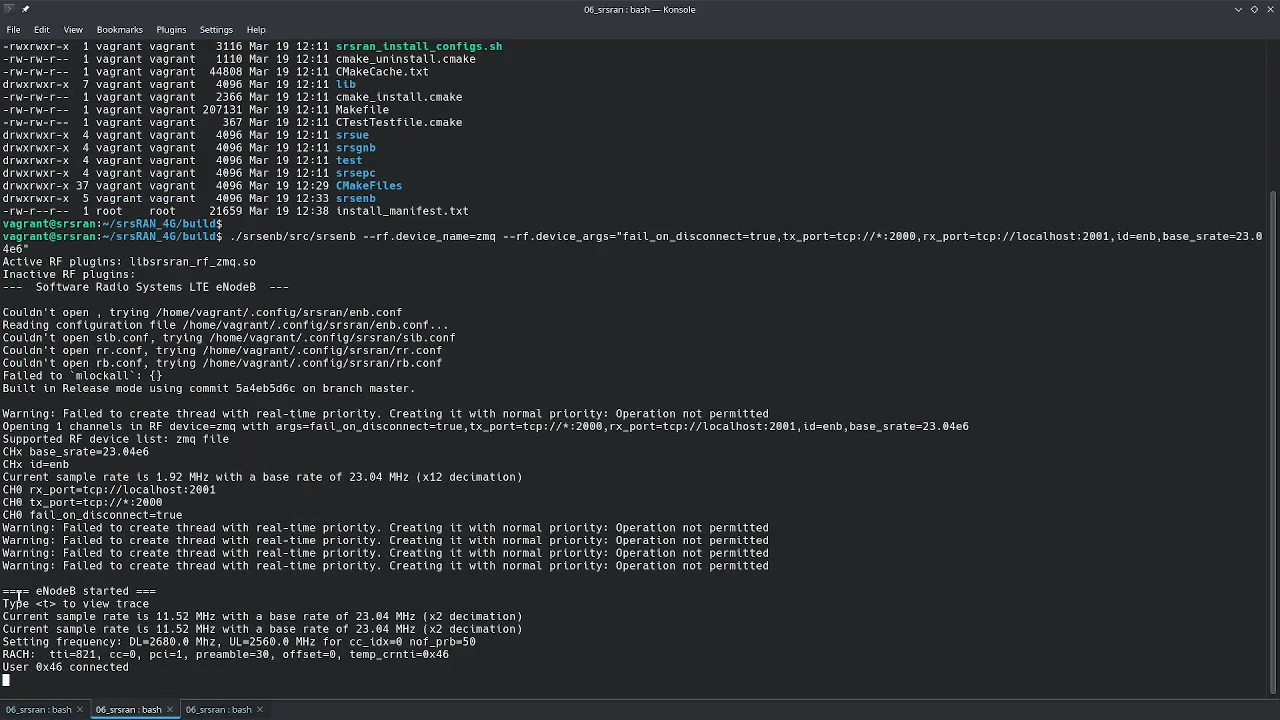 06_srsran : bash — Konsole
File Edit View Bookmarks Plugins Settings Help
-rwxrwxr-x 1 vagrant vagrant 3116 Mar 19 12:11 srsran_install_configs.sh
-rw-rw-r-- 1 vagrant vagrant 1110 Mar 19 12:11 cmake_uninstall.cmake
-rw-rw-r-- 1 vagrant vagrant 44808 Mar 19 12:11 CMakeCache.txt
drwxrwxr-x 7 vagrant vagrant 4096 Mar 19 12:11 lib
-rw-rw-r-- 1 vagrant vagrant 2366 Mar 19 12:11 cmake_install.cmake
-rw-rw-r-- 1 vagrant vagrant 207131 Mar 19 12:11 Makefile
-rw-rw-r-- 1 vagrant vagrant 367 Mar 19 12:11 CTestTestfile.cmake
drwxrwxr-x 4 vagrant vagrant 4096 Mar 19 12:11 srsue
drwxrwxr-x 4 vagrant vagrant 4096 Mar 19 12:11 srsgnb
drwxrwxr-x 4 vagrant vagrant 4096 Mar 19 12:11 test
drwxrwxr-x 4 vagrant vagrant 4096 Mar 19 12:11 srsepc
drwxrwxr-x 37 vagrant vagrant 4096 Mar 19 12:29 CMakeFiles
drwxrwxr-x 5 vagrant vagrant 4096 Mar 19 12:33 srsenb
-rw-r--r-- 1 root root 21659 Mar 19 12:38 install_manifest.txt
vagrant@srsran:~/srsRAN_4G/build$
vagrant@srsran:~/srsRAN_4G/build$ ./srsenb/src/srsenb --rf.device_name=zmq --rf.device_args="fail_on_disconnect=true,tx_port=tcp://*:2000,rx_port=tcp://localhost:2001,id=enb,base_srate=23.0
4e6"
Active RF plugins: libsrsran_rf_zmq.so
Inactive RF plugins:
--- Software Radio Systems LTE eNodeB ---
Couldn't open , trying /home/vagrant/.config/srsran/enb.conf
Reading configuration file /home/vagrant/.config/srsran/enb.conf...
Couldn't open sib.conf, trying /home/vagrant/.config/srsran/sib.conf
Couldn't open rr.conf, trying /home/vagrant/.config/srsran/rr.conf
Couldn't open rb.conf, trying /home/vagrant/.config/srsran/rb.conf
Failed to `mlockall`: {}
Built in Release mode using commit 5a4eb5d6c on branch master.
Warning: Failed to create thread with real-time priority. Creating it with normal priority: Operation not permitted
Opening 1 channels in RF device=zmq with args=fail_on_disconnect=true,tx_port=tcp://*:2000,rx_port=tcp://localhost:2001,id=enb,base_srate=23.04e6
Supported RF device list: zmq file
CHx base_srate=23.04e6
CHx id=enb
Current sample rate is 1.92 MHz with a base rate of 23.04 MHz (x12 decimation)
CH0 rx_port=tcp://localhost:2001
CH0 tx_port=tcp://*:2000
CH0 fail_on_disconnect=true
Warning: Failed to create thread with real-time priority. Creating it with normal priority: Operation not permitted
Warning: Failed to create thread with real-time priority. Creating it with normal priority: Operation not permitted
Warning: Failed to create thread with real-time priority. Creating it with normal priority: Operation not permitted
Warning: Failed to create thread with real-time priority. Creating it with normal priority: Operation not permitted
==== eNodeB started ===
Type <t> to view trace
Current sample rate is 11.52 MHz with a base rate of 23.04 MHz (x2 decimation)
Current sample rate is 11.52 MHz with a base rate of 23.04 MHz (x2 decimation)
Setting frequency: DL=2680.0 Mhz, UL=2560.0 MHz for cc_idx=0 nof_prb=50
RACH: tti=821, cc=0, pci=1, preamble=30, offset=0, temp_crnti=0x46
User 0x46 connected
06_srsran : bash 06_srsran : bash 06_srsran : bash